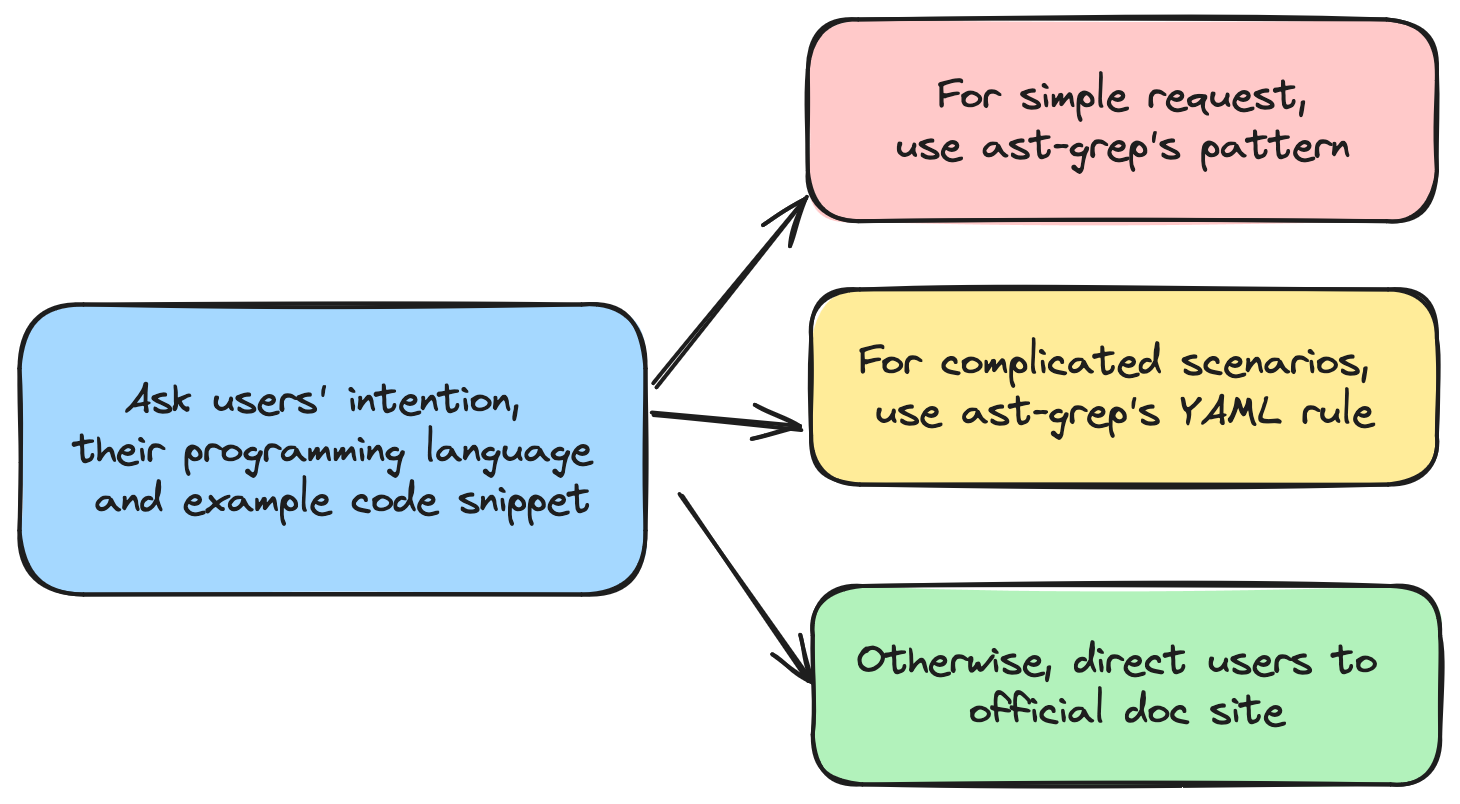 For simple request,
use ast-grep's pattern
Ask users' intention,
their programming language
and example code snippet
For complicated scenarios,
use ast-grep's YAML rule
Otherwise, direct users to
official doc site